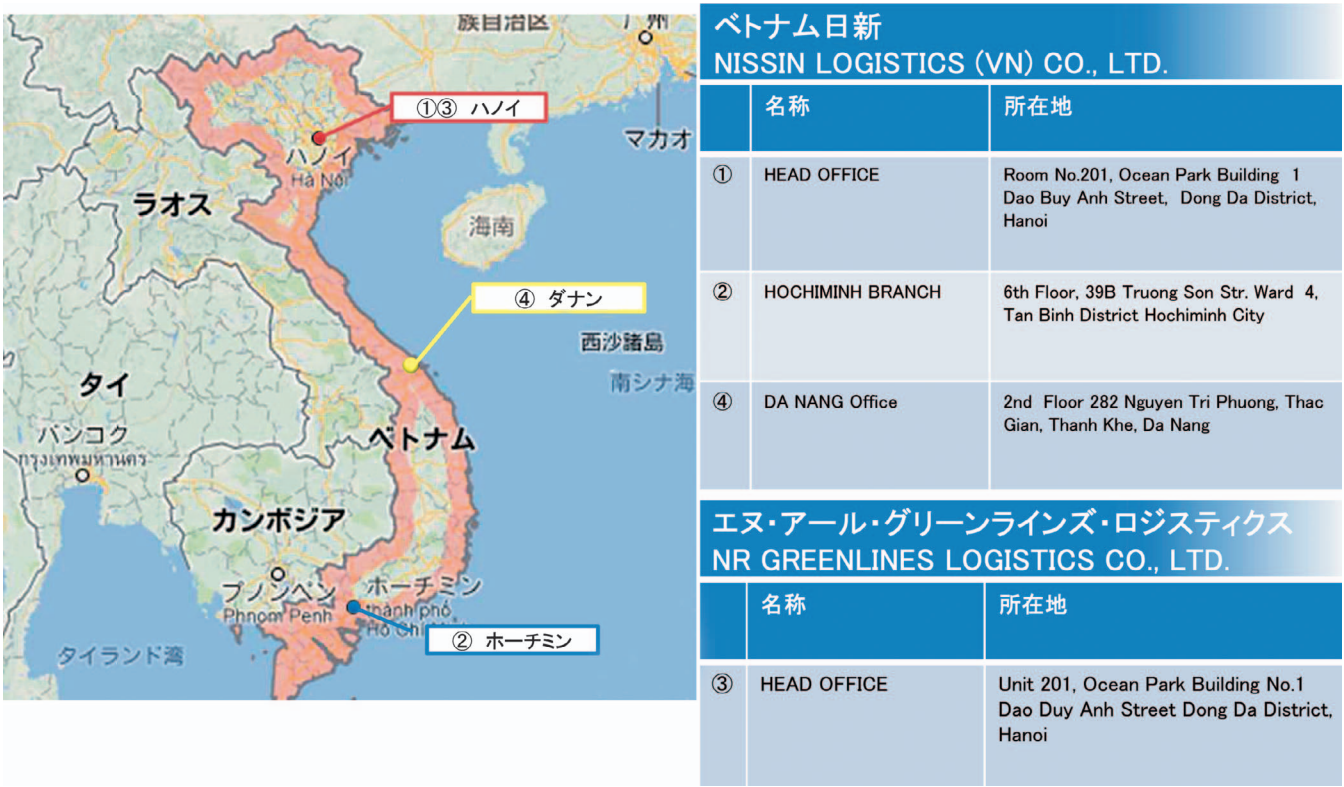 族自治区
広州
①③ ハノイ
マカオ
ハノイ
Hà Nội
ラオス
海南
④ ダナン
西沙諸島
南シナ海
タイ
バンコク
กรุงเทพมหานคร
ベトナム
カンボジア
プノンペン
Phnom Penh
ホーチミン
thành phố
Hồ Chí
② ホーチミン
タイランド湾
ベトナム日新
NISSIN LOGISTICS (VN) CO., LTD.
名称 所在地
① HEAD OFFICE Room No.201, Ocean Park Building 1
Dao Buy Anh Street, Dong Da District,
Hanoi
② HOCHIMINH BRANCH 6th Floor, 39B Truong Son Str. Ward 4,
Tan Binh District Hochiminh City
④ DA NANG Office 2nd Floor 282 Nguyen Tri Phuong, Thac
Gian, Thanh Khe, Da Nang
エヌ・アール・グリーンラインズ・ロジスティクス
NR GREENLINES LOGISTICS CO., LTD.
名称 所在地
③ HEAD OFFICE Unit 201, Ocean Park Building No.1
Dao Duy Anh Street Dong Da District,
Hanoi